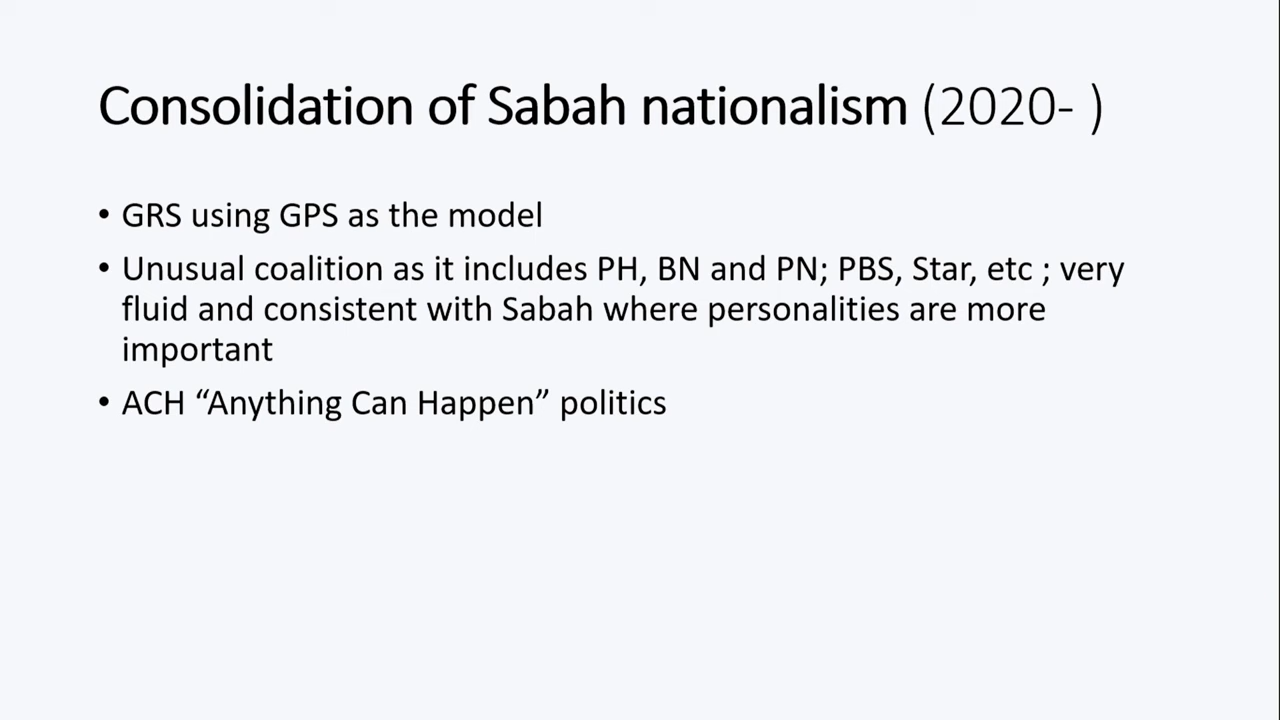 Consolidation of Sabah nationalism (2020- )
• GRS using GPS as the model
• Unusual coalition as it includes PH, BN and PN; PBS, Star, etc ; very
fluid and consistent with Sabah where personalities are more
important
• ACH “Anything Can Happen” politics